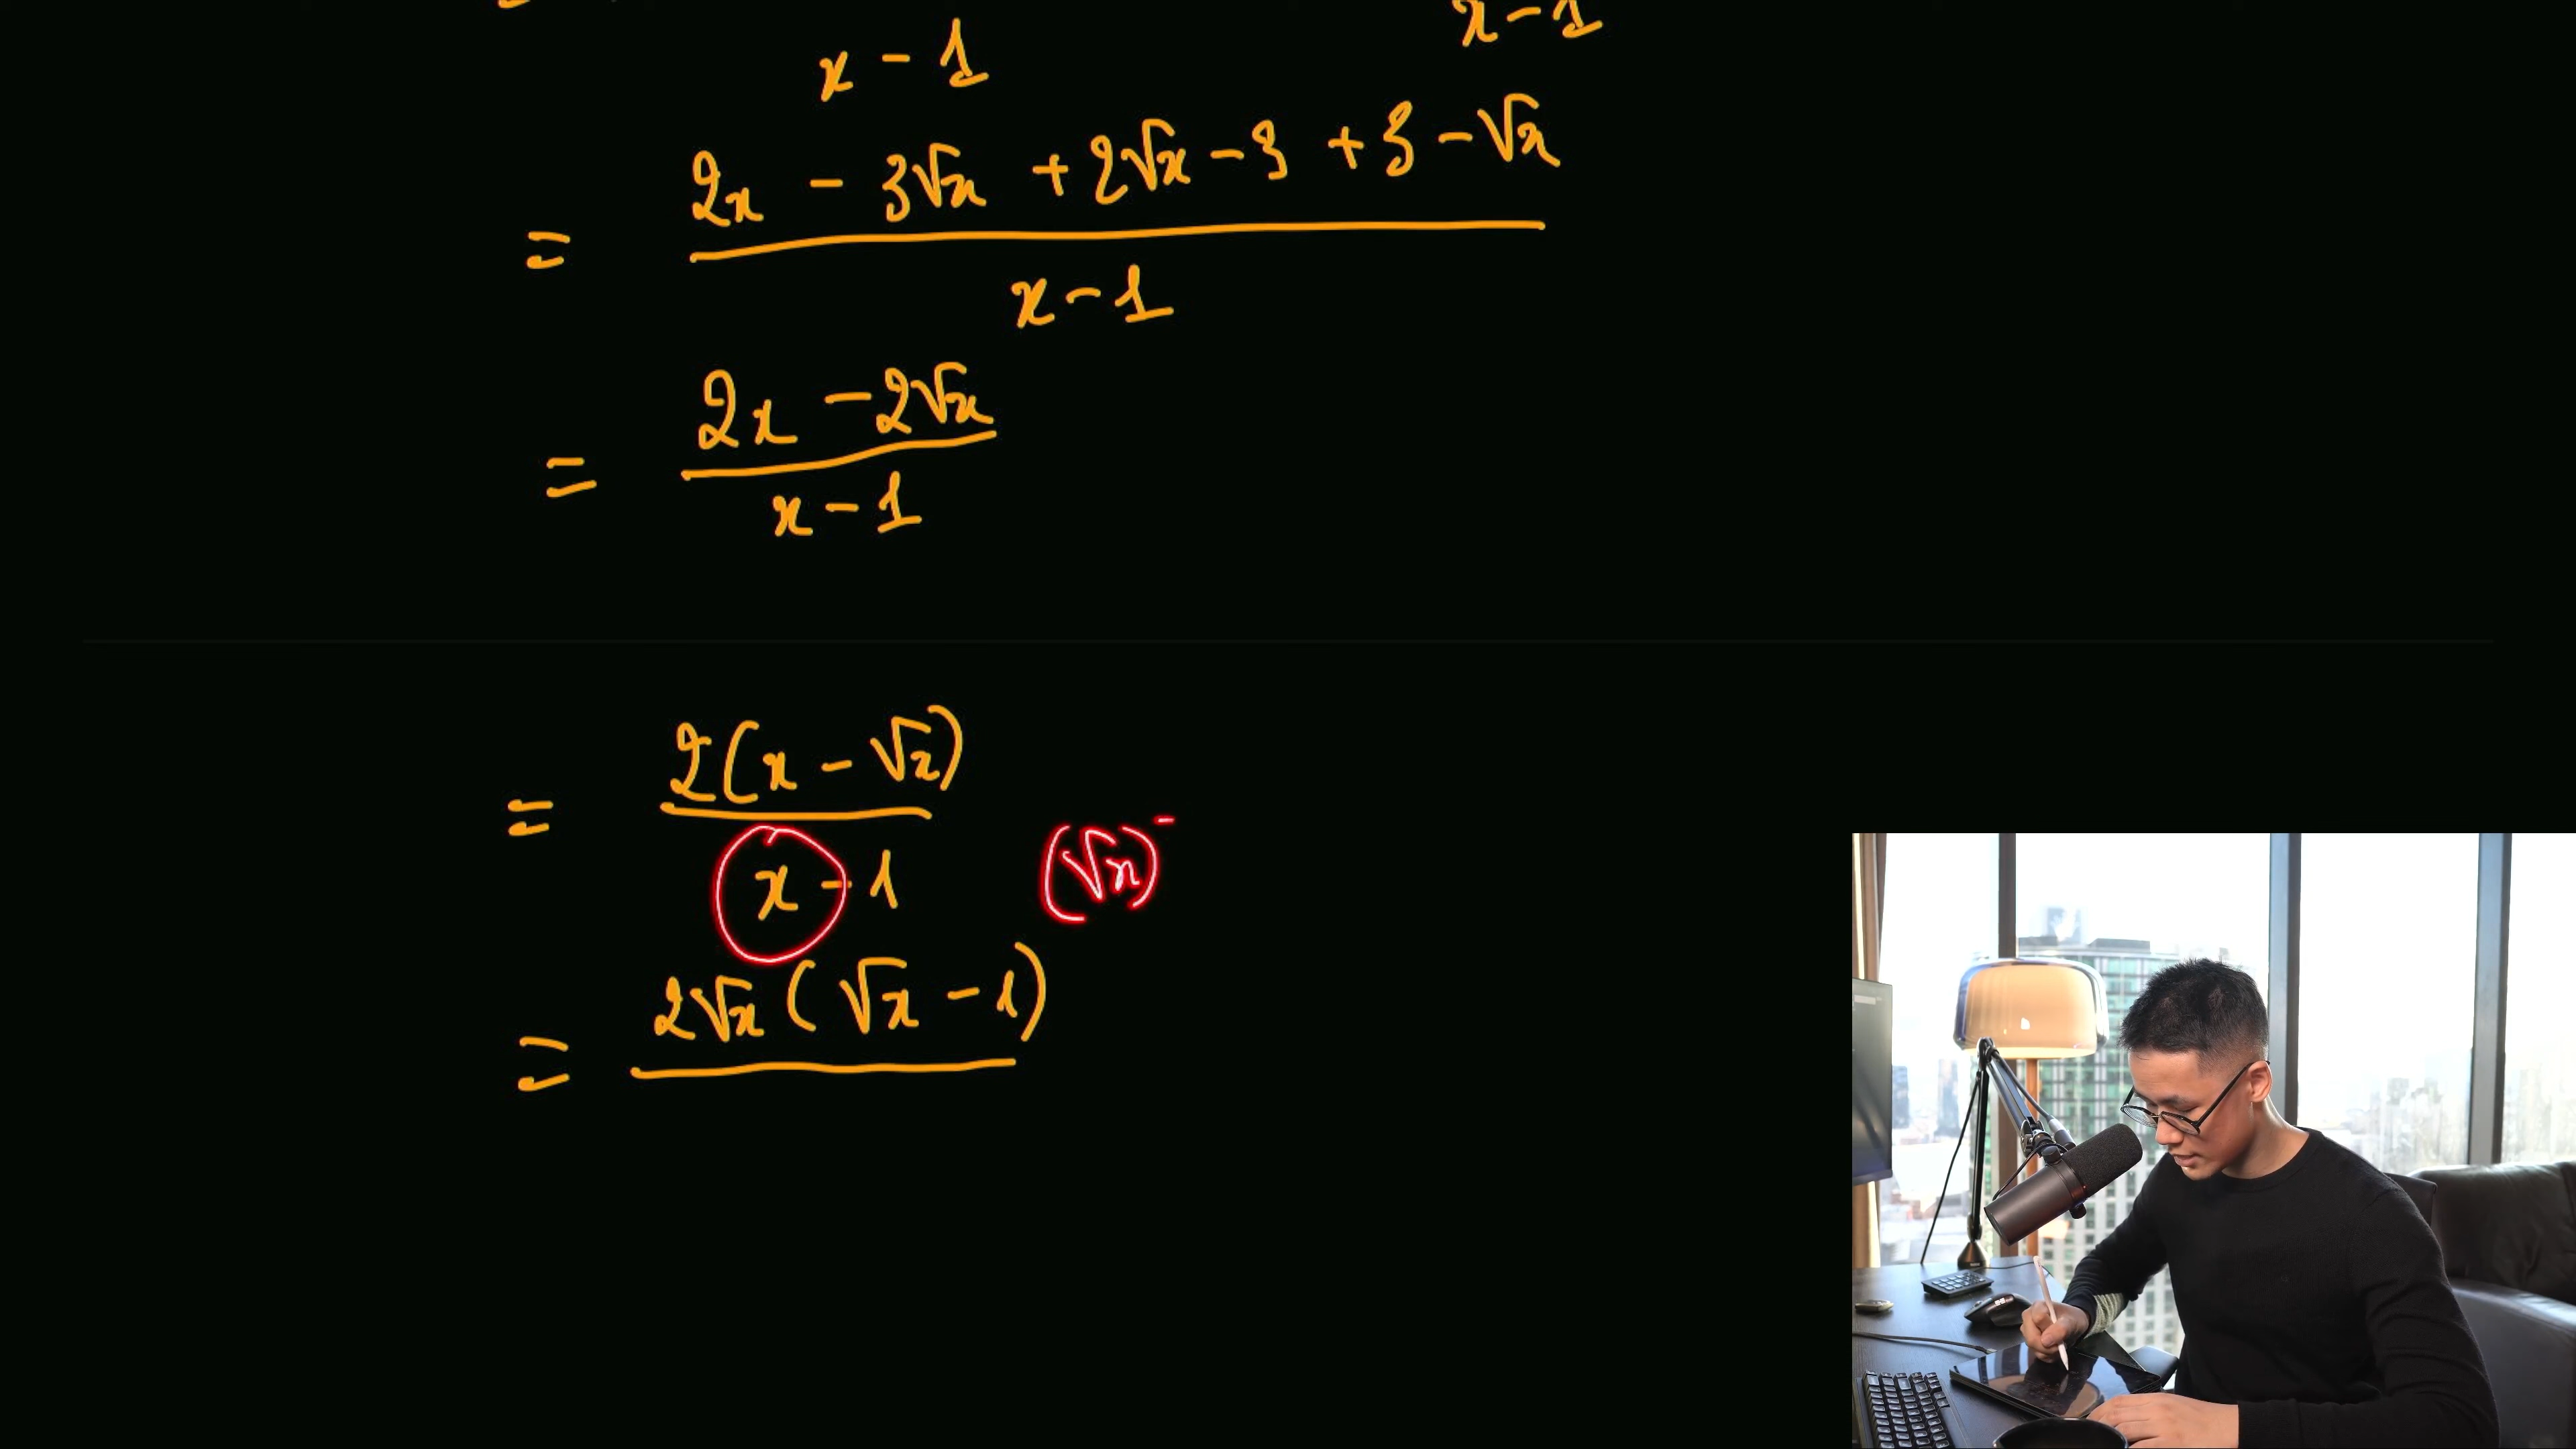 x - 1
x - 1
2x - 3√x + 2√x - 3 + 3 - √x
=
x - 1
2x - 2√x
=
x - 1
2(x - √x)
=
x - 1
(√x)⁻
2√x (√x - 1)
=